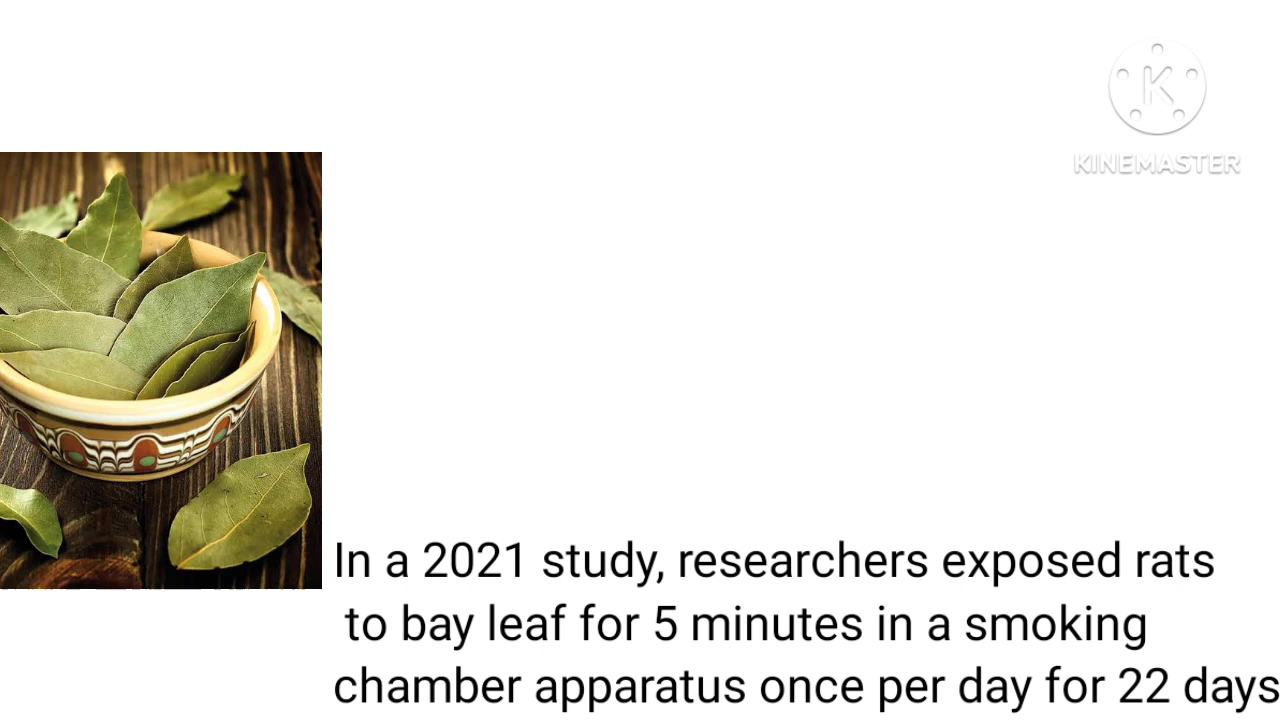 K
KINEMASTER
In a 2021 study, researchers exposed rats
to bay leaf for 5 minutes in a smoking
chamber apparatus once per day for 22 days